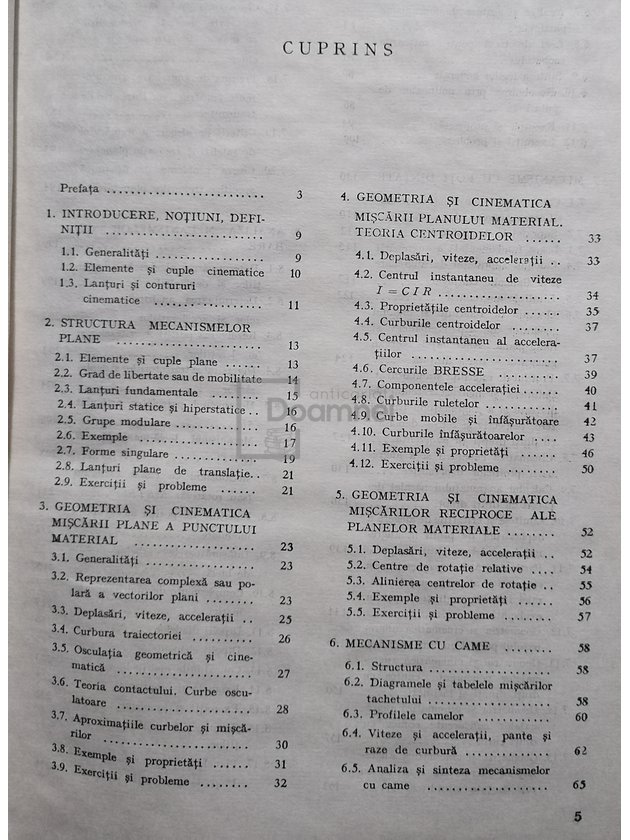 CUPRINS
Prefața .......................... 3
1. INTRODUCERE, NOȚIUNI, DEFI-
NIȚII .......................... 9
1.1. Generalități .................. 9
1.2. Elemente și cuple cinematice 10
1.3. Lanțuri și contururi
cinematice .................... 11
2. STRUCTURA MECANISMELOR
PLANE ........................ 13
2.1. Elemente și cuple plane ...... 13
2.2. Grad de libertate sau de mobilitate 14
2.3. Lanțuri fundamentale ........ 15
2.4. Lanțuri statice și hiperstatice .. 16
2.5. Grupe modulare .............. 16
2.6. Exemple .................... 17
2.7. Forme singulare .............. 19
2.8. Lanțuri plane de translație.. 21
2.9. Exerciții și probleme ...... 21
3. GEOMETRIA ȘI CINEMATICA
MIȘCĂRII PLANE A PUNCTULUI
MATERIAL .................... 23
3.1. Generalități .................. 23
3.2. Reprezentarea complexă sau po-
lară a vectorilor plani ........ 23
3.3. Deplasări, viteze, accelerații .. 25
3.4. Curbura traiectoriei .......... 26
3.5. Osculația geometrică și cine-
matică ...................... 27
3.6. Teoria contactului. Curbe oscu-
latoare ...................... 28
3.7. Aproximațiile curbelor și mișcă-
rilor ........................ 30
3.8. Exemple și proprietăți ...... 31
3.9. Exerciții și probleme ........ 32
4. GEOMETRIA ȘI CINEMATICA
MIȘCĂRII PLANULUI MATERIAL.
TEORIA CENTROIDELOR ...... 33
4.1. Deplasări, viteze, accelerații .. 33
4.2. Centrul instantaneu de viteze
I = CIR .................... 34
4.3. Proprietățile centroidelor ...... 35
4.4. Curburile centroidelor ........ 37
4.5. Centrul instantaneu al accelera-
țiilor ........................ 37
4.6. Cercurile BRESSE ............ 39
4.7. Componentele accelerației ...... 40
4.8. Curburile ruletelor ............ 41
4.9. Curbe mobile și înfășurătoare 42
4.10. Curburile înfășurătoarelor .... 43
4.11. Exemple și proprietăți ...... 46
4.12. Exerciții și probleme ........ 50
5. GEOMETRIA ȘI CINEMATICA
MIȘCĂRILOR RECIPROCE ALE
PLANELOR MATERIALE ........ 52
5.1. Deplasări, viteze, accelerații .. 52
5.2. Centre de rotație relative .... 54
5.3. Alinierea centrelor de rotație .. 55
5.4. Exemple și proprietăți ...... 56
5.5. Exerciții și probleme ........ 57
6. MECANISME CU CAME ........ 58
6.1. Structura .................... 58
6.2. Diagramele și tabelele mișcărilor
tachetului .................... 58
6.3. Profilele camelor ............ 60
6.4. Viteze și accelerații, pante și
raze de curbură .............. 62
6.5. Analiza și sinteza mecanismelor
cu came .................... 65
5